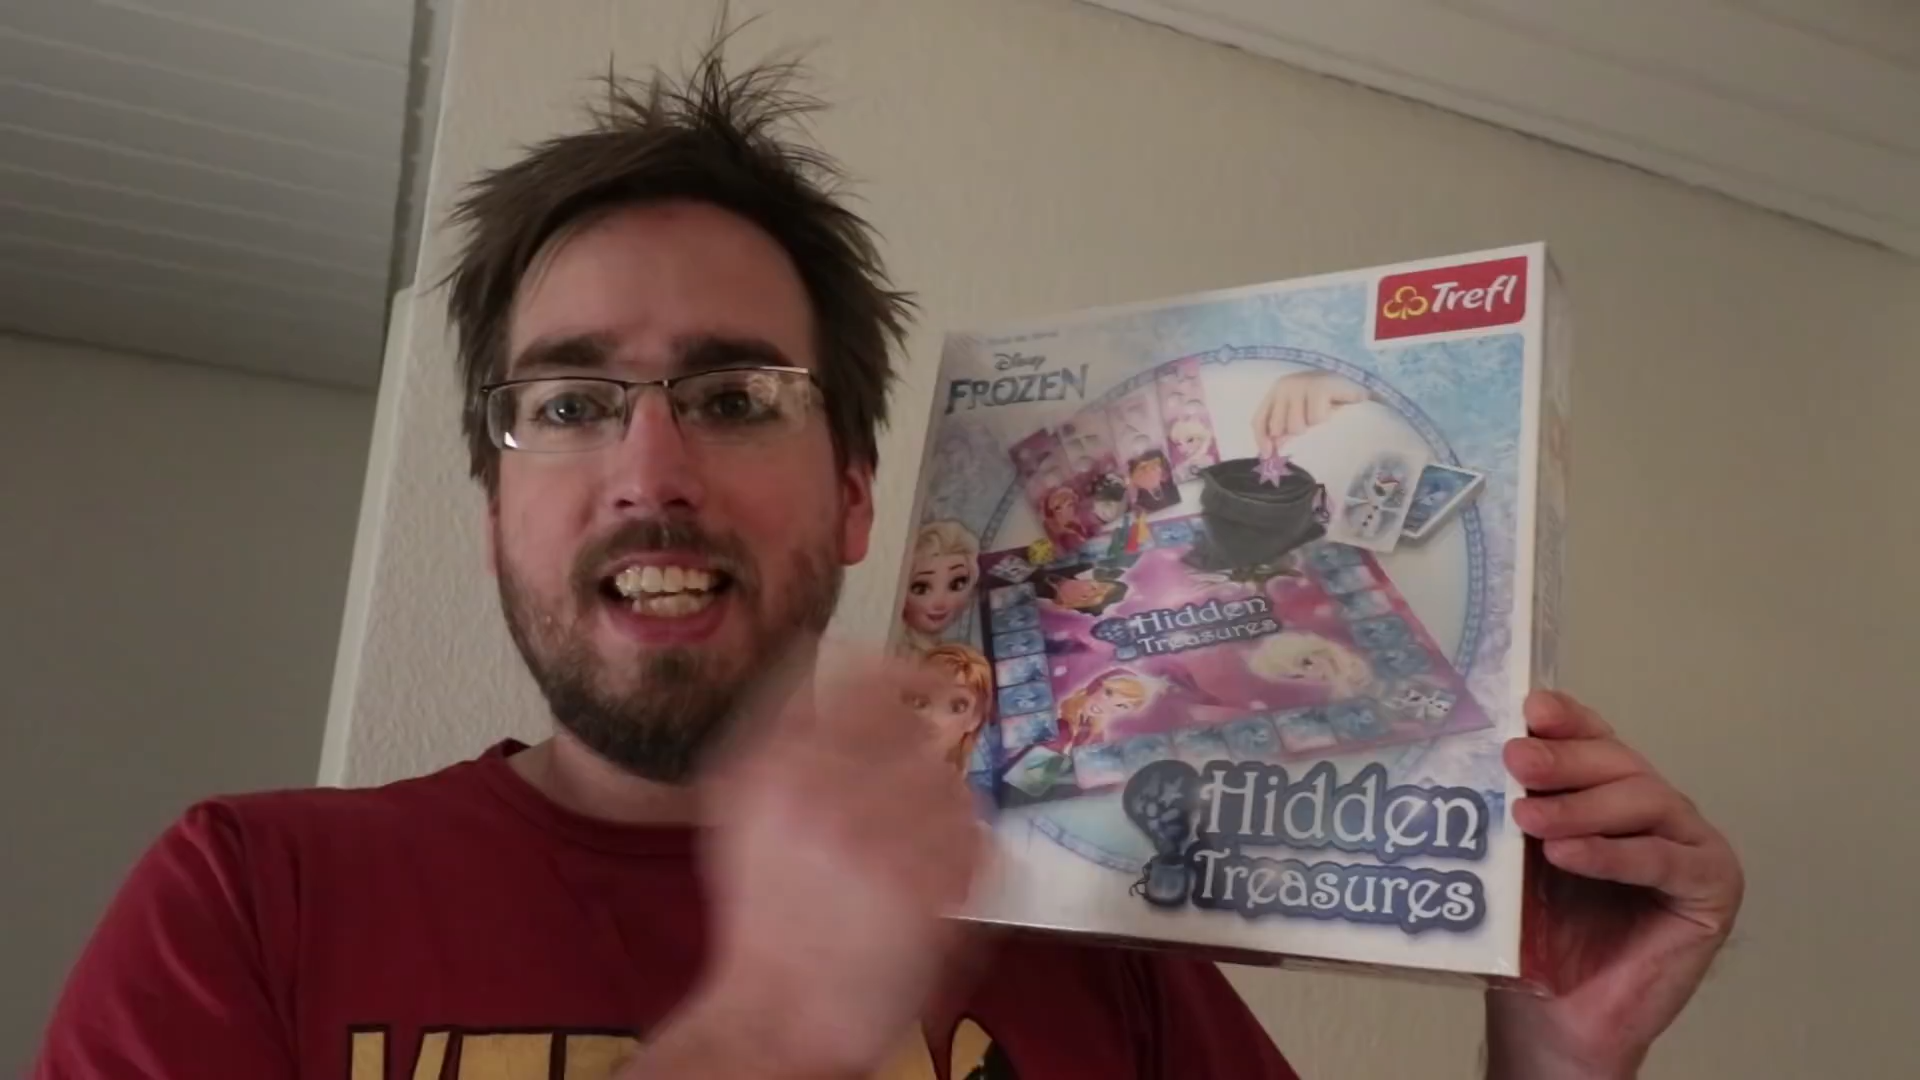 Trefl
Disney
FROZEN
Hidden
Treasures
Hidden
Treasures